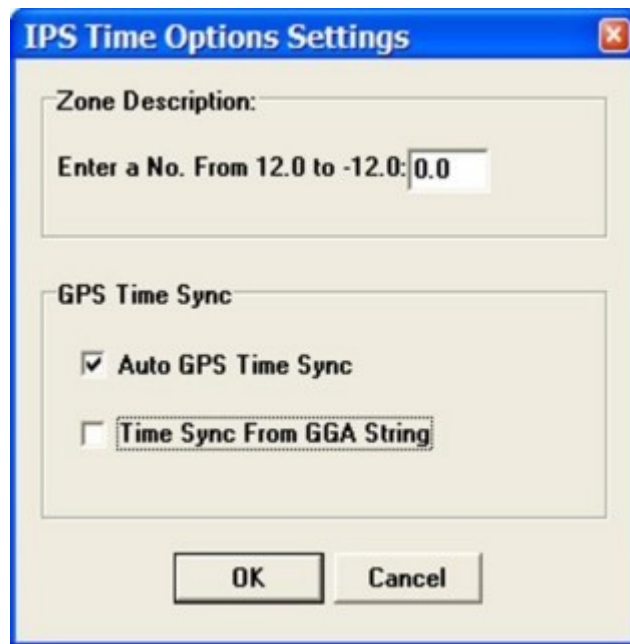 IPS Time Options Settings
Zone Description:
Enter a No. From 12.0 to -12.0: 0.0
GPS Time Sync
Auto GPS Time Sync
Time Sync From GGA String
OK Cancel